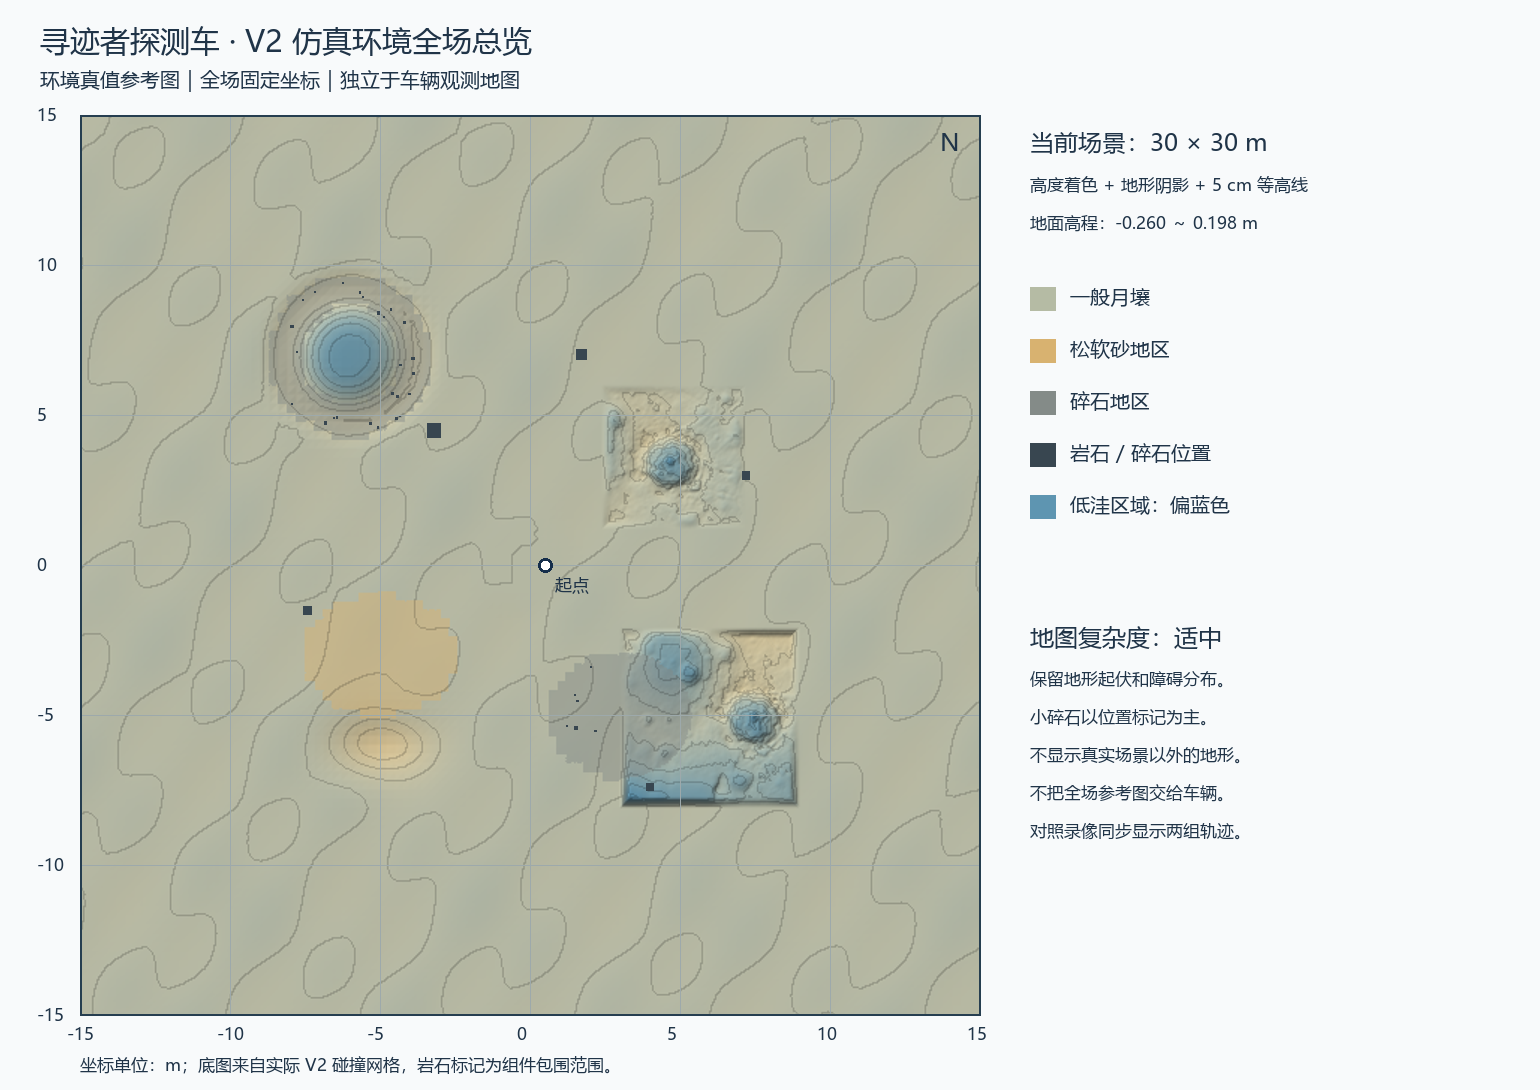 寻迹者探测车 · V2 仿真环境全场总览
环境真值参考图｜全场固定坐标｜独立于车辆观测地图
15
10
5
0
-5
-10
-15
N
起点
-15 -10 -5 0 5 10 15
坐标单位：m；底图来自实际 V2 碰撞网格，岩石标记为组件包围范围。
当前场景：30 × 30 m
高度着色 + 地形阴影 + 5 cm 等高线
地面高程：-0.260 ~ 0.198 m
一般月壤
松软砂地区
碎石地区
岩石 / 碎石位置
低洼区域：偏蓝色
地图复杂度：适中
保留地形起伏和障碍分布。
小碎石以位置标记为主。
不显示真实场景以外的地形。
不把全场参考图交给车辆。
对照录像同步显示两组轨迹。